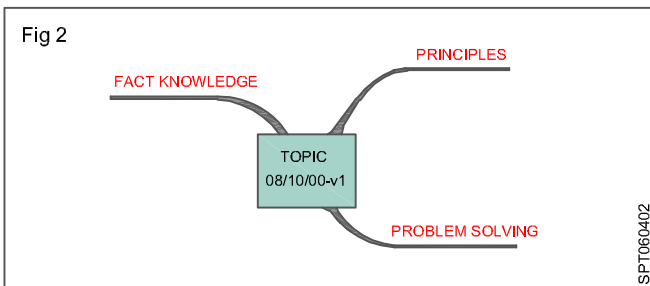 Fig 2
PRINCIPLES
FACT KNOWLEDGE
TOPIC
08/10/00-v1
PROBLEM SOLVING
SPT060402